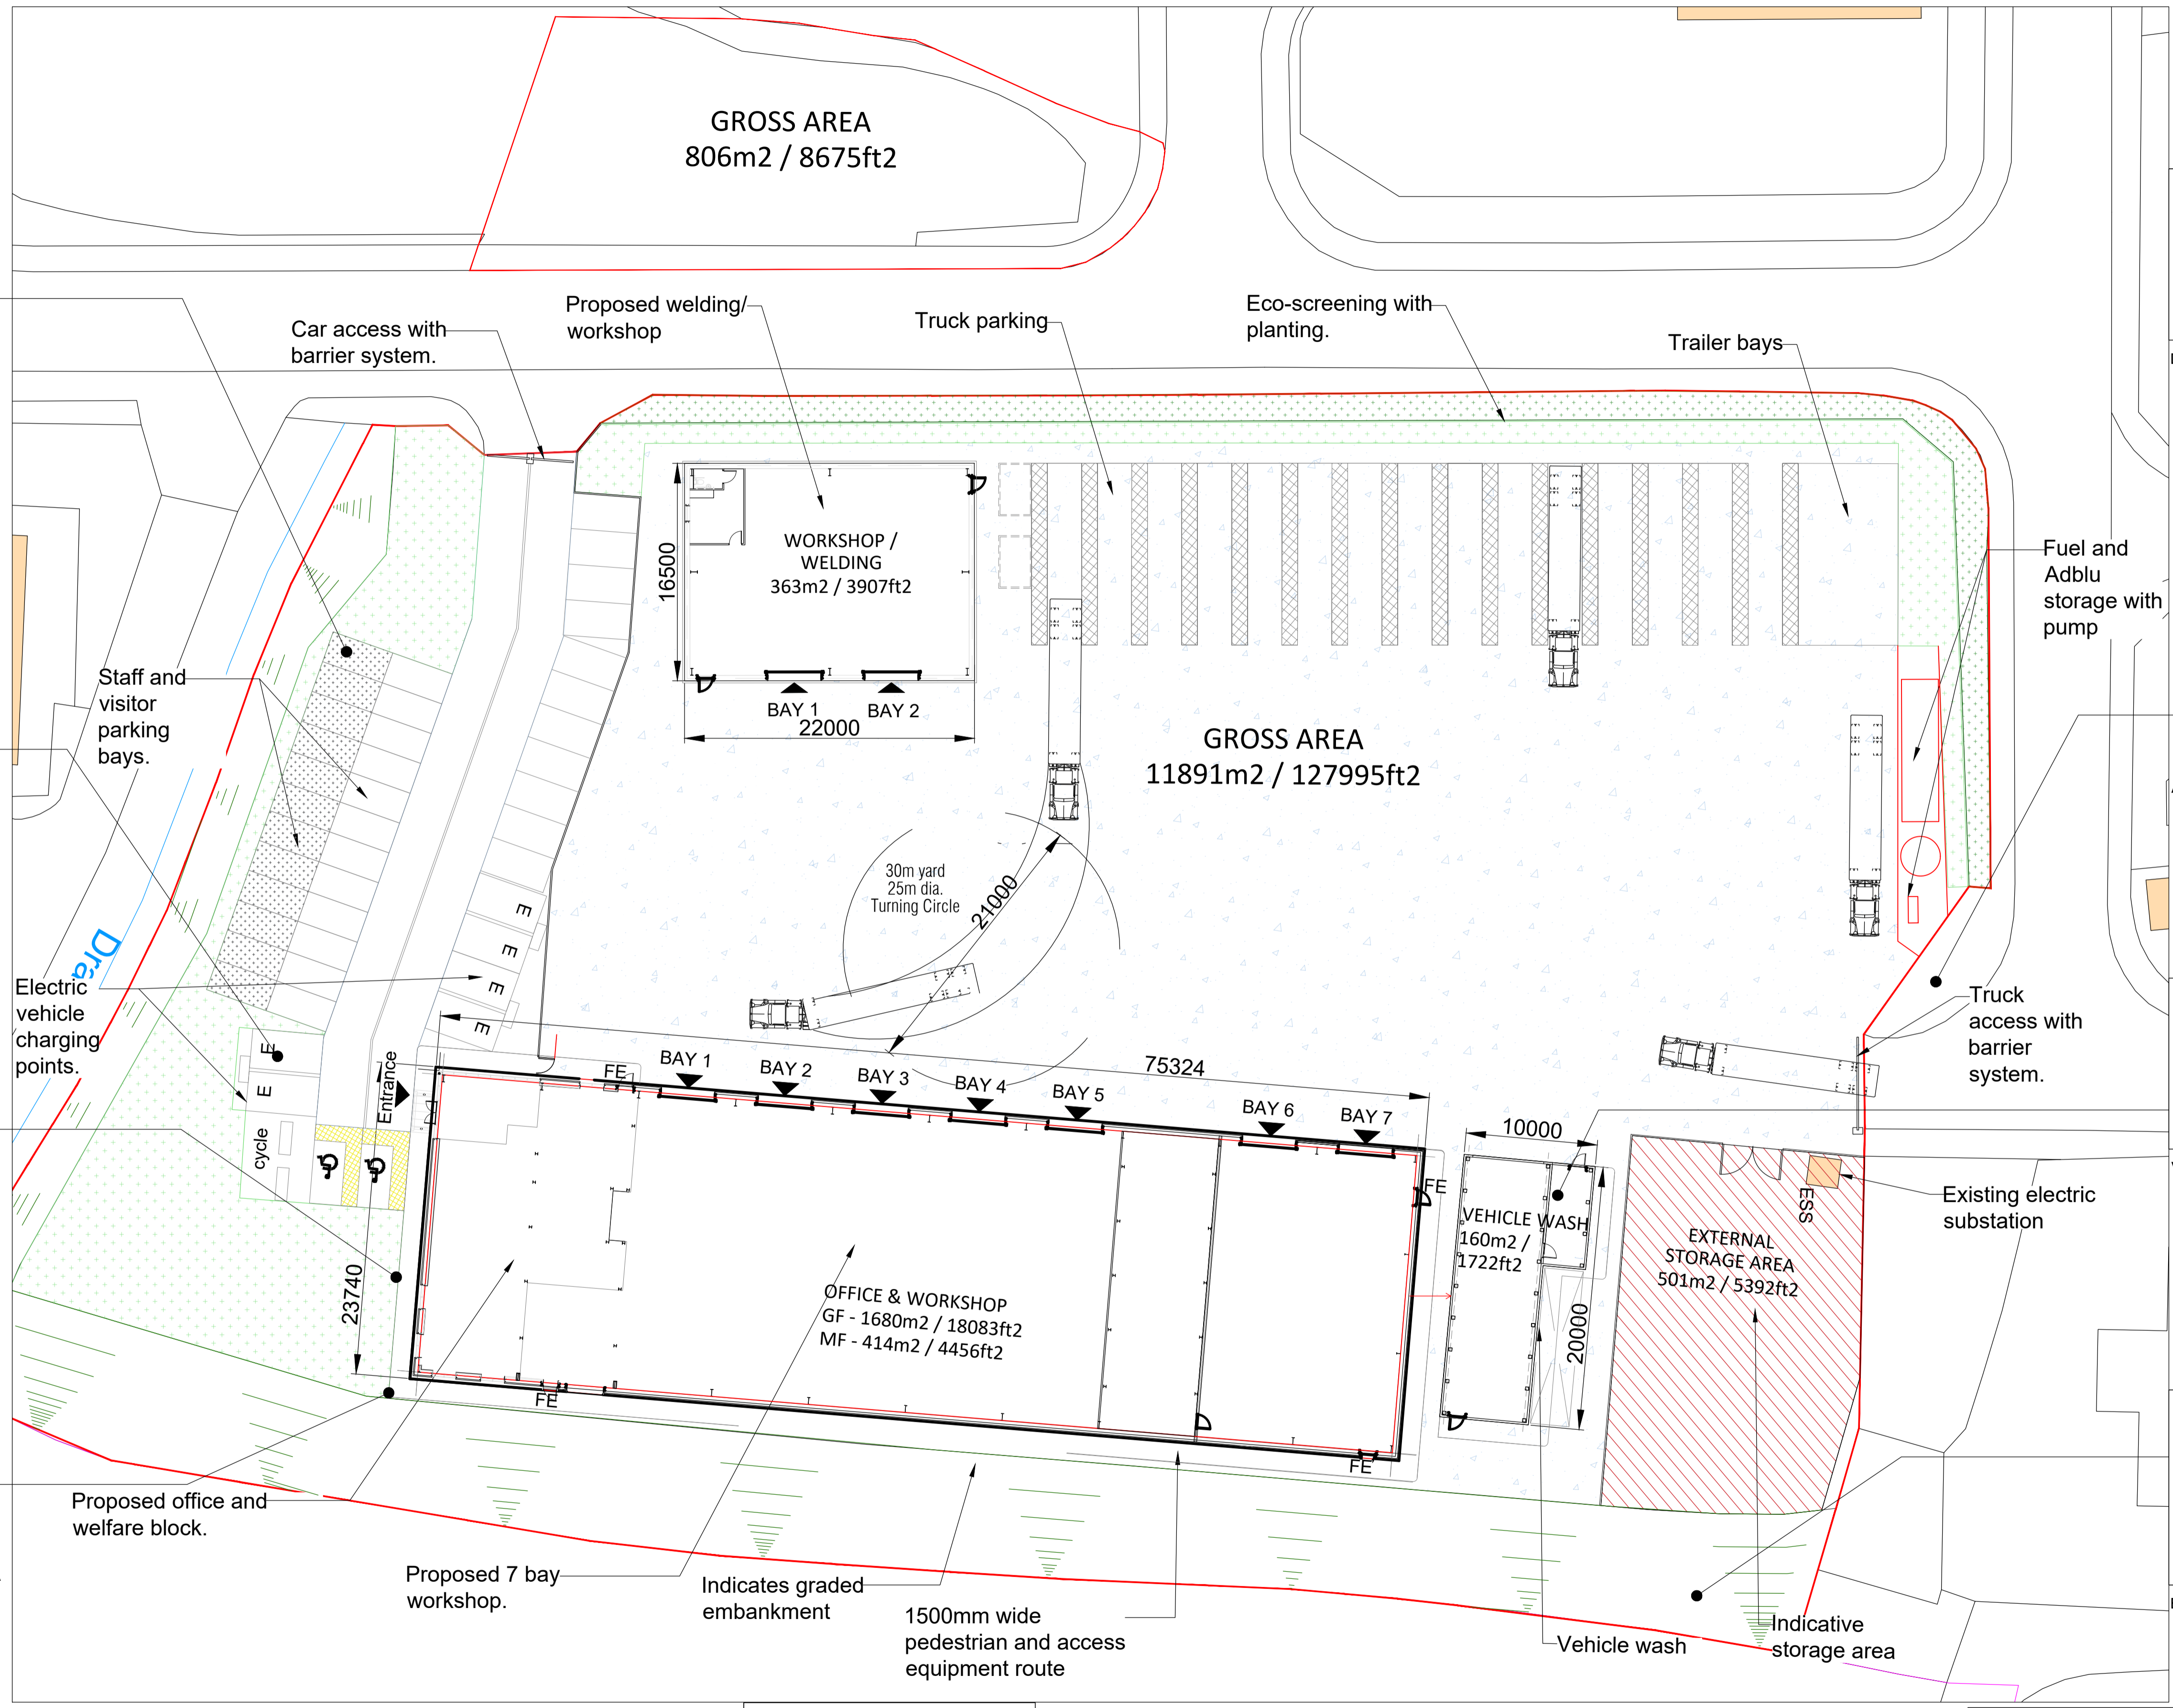 GROSS AREA
806m2 / 8675ft2
Car access with
barrier system.
Proposed welding/
workshop
Truck parking
Eco-screening with
planting.
Trailer bays
WORKSHOP /
WELDING
363m2 / 3907ft2
16500
BAY 1
BAY 2
22000
Fuel and
Adblu
storage with
pump
Staff and
visitor
parking
bays.
GROSS AREA
11891m2 / 127995ft2
30m yard
25m dia.
Turning Circle
21000
E
E
E
E
Dra
Electric
vehicle
charging
points.
E
E
cycle
Entrance
Truck
access with
barrier
system.
FE
BAY 1
BAY 2
BAY 3
BAY 4
BAY 5
75324
BAY 6
BAY 7
10000
FE
VEHICLE WASH
160m2 /
1722ft2
20000
ESS
Existing electric
substation
EXTERNAL
STORAGE AREA
501m2 / 5392ft2
23740
OFFICE & WORKSHOP
GF - 1680m2 / 18083ft2
MF - 414m2 / 4456ft2
FE
FE
Proposed office and
welfare block.
Proposed 7 bay
workshop.
Indicates graded
embankment
1500mm wide
pedestrian and access
equipment route
Vehicle wash
Indicative
storage area